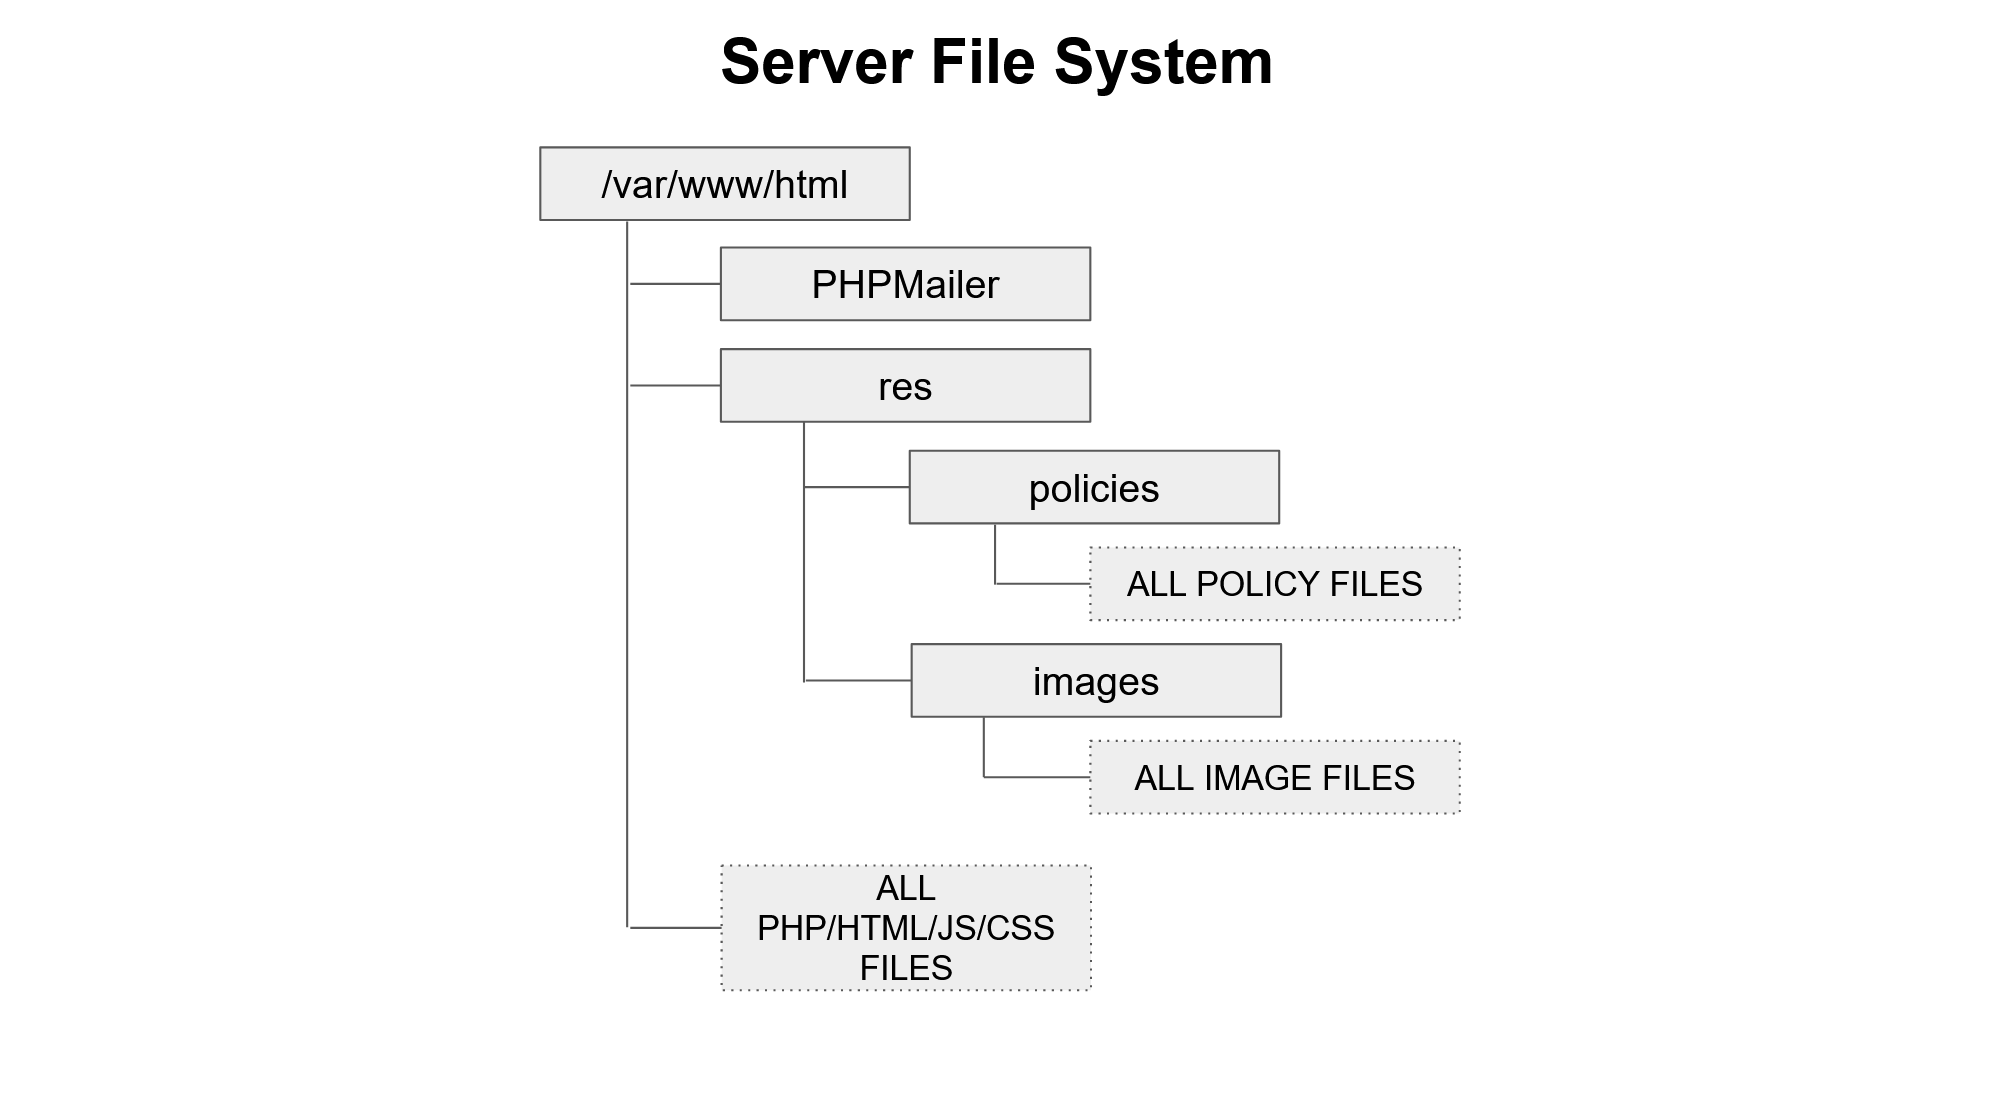 Server File System
/var/www/html
PHPMailer
res
policies
ALL POLICY FILES
images
ALL IMAGE FILES
ALL
PHP/HTML/JS/CSS
FILES